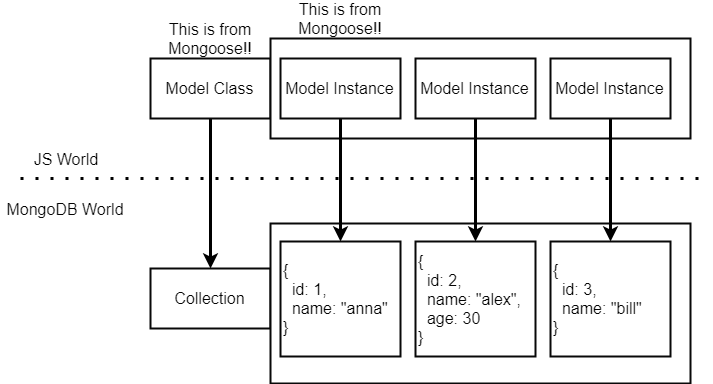 This is from
Mongoose!!
This is from
Mongoose!!
Model Class
Model Instance
Model Instance
Model Instance
JS World
MongoDB World
Collection
{
id: 1,
name: "anna"
}
{
id: 2,
name: "alex",
age: 30
}
{
id: 3,
name: "bill"
}